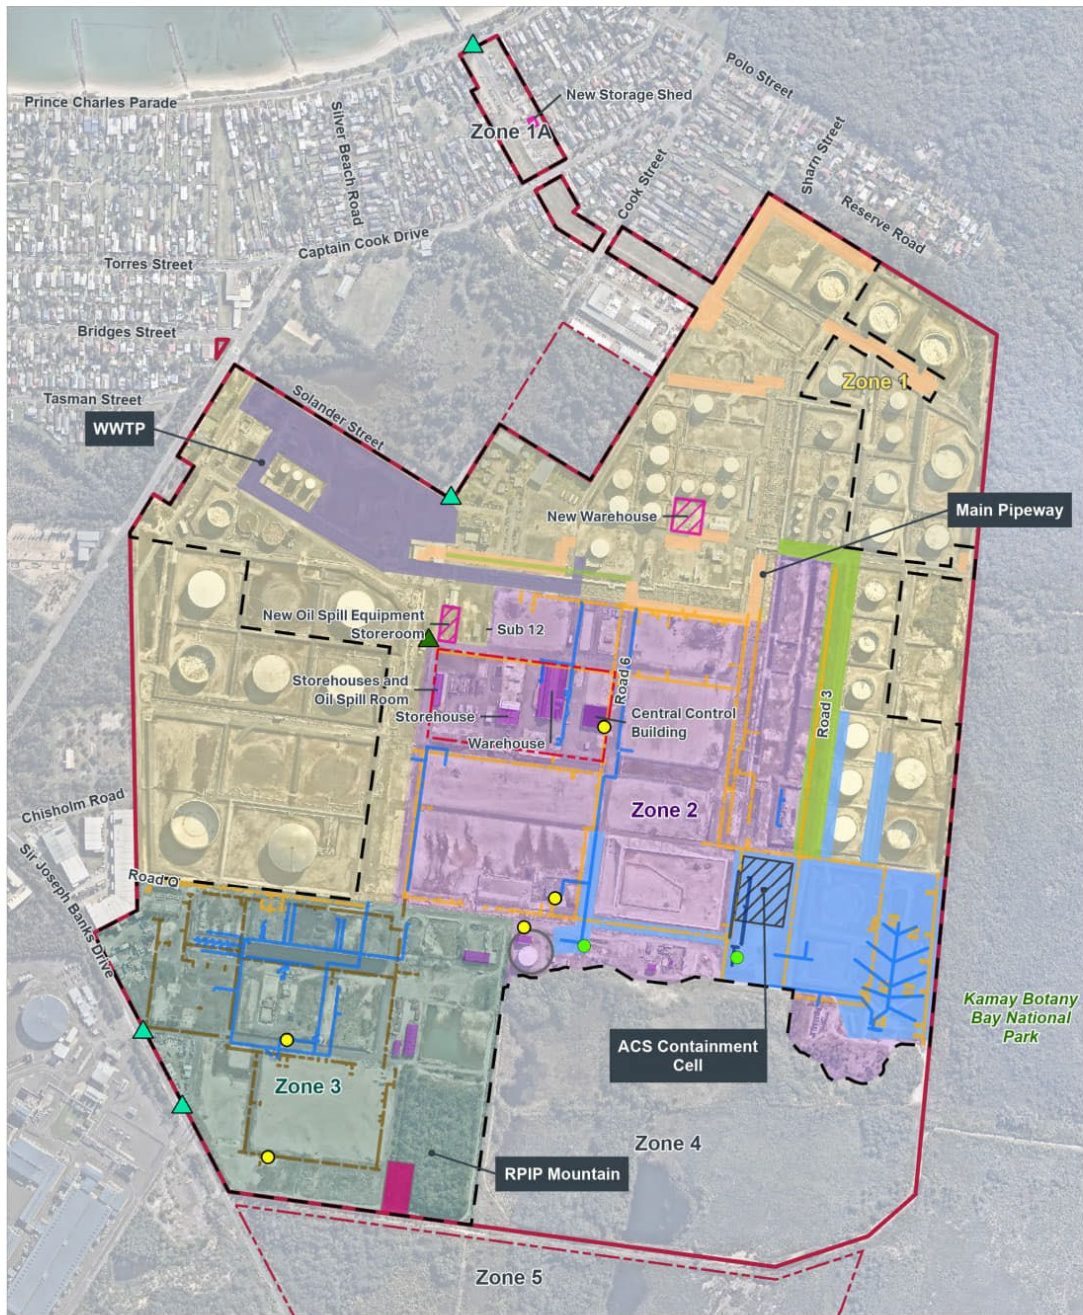 Polo Street
New Storage Shed
Prince Charles Parade
Zone 1A
Silver Beach Road
Sharn Street
Cook Street
Reserve Road
Captain Cook Drive
Torres Street
Bridges Street
Zone 1
Tasman Street
Solander Street
WWTP
Main Pipeway
New Warehouse
New Oil Spill Equipment
Storeroom
Sub 12
Road 6
Storehouses and
Oil Spill Room
Road 3
Storehouse
Central Control
Building
Warehouse
Chisholm Road
Zone 2
Sir Joseph Banks Drive
Road O
Kamay Botany
Bay National
Park
ACS Containment
Cell
Zone 3
Zone 4
RPIP Mountain
Zone 5